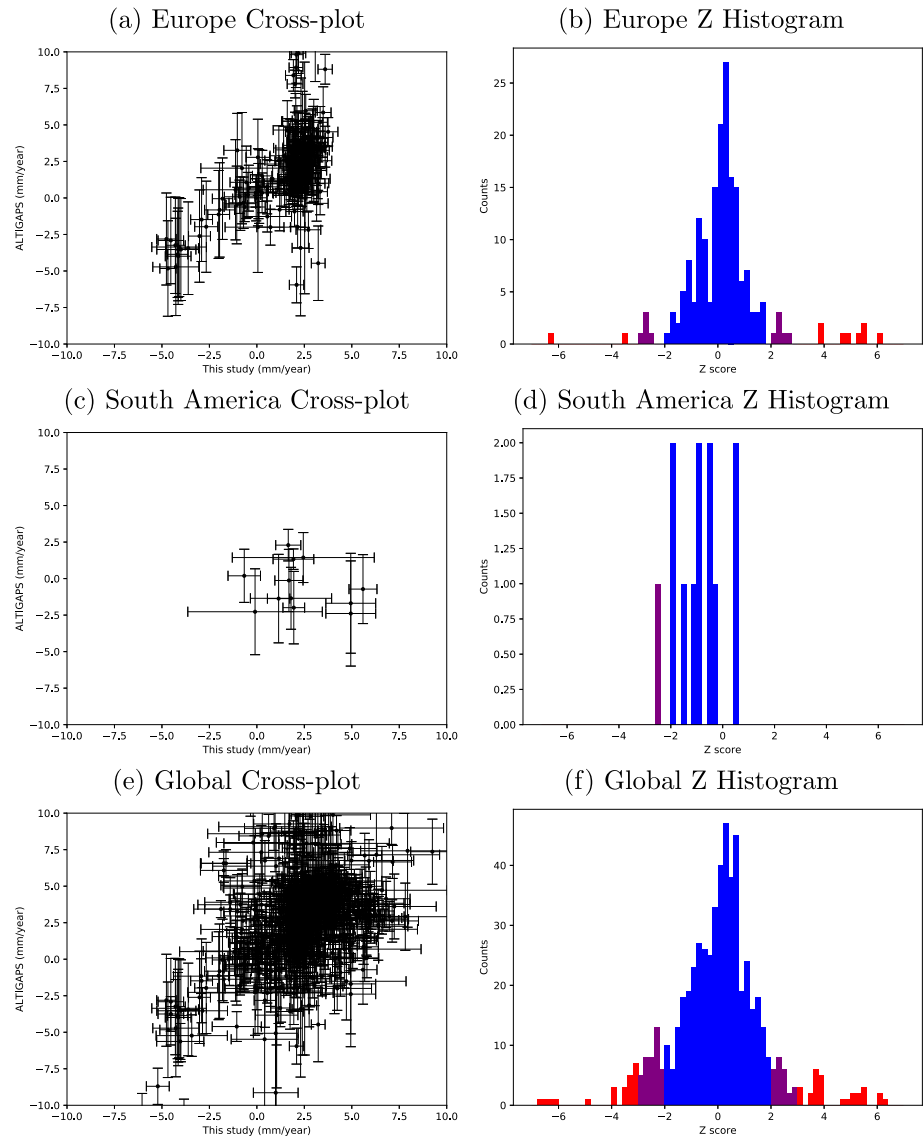 (a) Europe Cross-plot
(b) Europe Z Histogram
10.0
7.5
5.0
2.5
0.0
−2.5
−5.0
−7.5
−10.0
ALTIGAPS (mm/year)
−10.0 −7.5 −5.0 −2.5 0.0 2.5 5.0 7.5 10.0
This study (mm/year)
25
20
15
10
5
0
Counts
−6 −4 −2 0 2 4 6
Z score
(c) South America Cross-plot
(d) South America Z Histogram
10.0
7.5
5.0
2.5
0.0
−2.5
−5.0
−7.5
−10.0
ALTIGAPS (mm/year)
−10.0 −7.5 −5.0 −2.5 0.0 2.5 5.0 7.5 10.0
This study (mm/year)
2.00
1.75
1.50
1.25
1.00
0.75
0.50
0.25
0.00
Counts
−6 −4 −2 0 2 4 6
Z score
(e) Global Cross-plot
(f) Global Z Histogram
10.0
7.5
5.0
2.5
0.0
−2.5
−5.0
−7.5
−10.0
ALTIGAPS (mm/year)
−10.0 −7.5 −5.0 −2.5 0.0 2.5 5.0 7.5 10.0
This study (mm/year)
40
30
20
10
0
Counts
−6 −4 −2 0 2 4 6
Z score